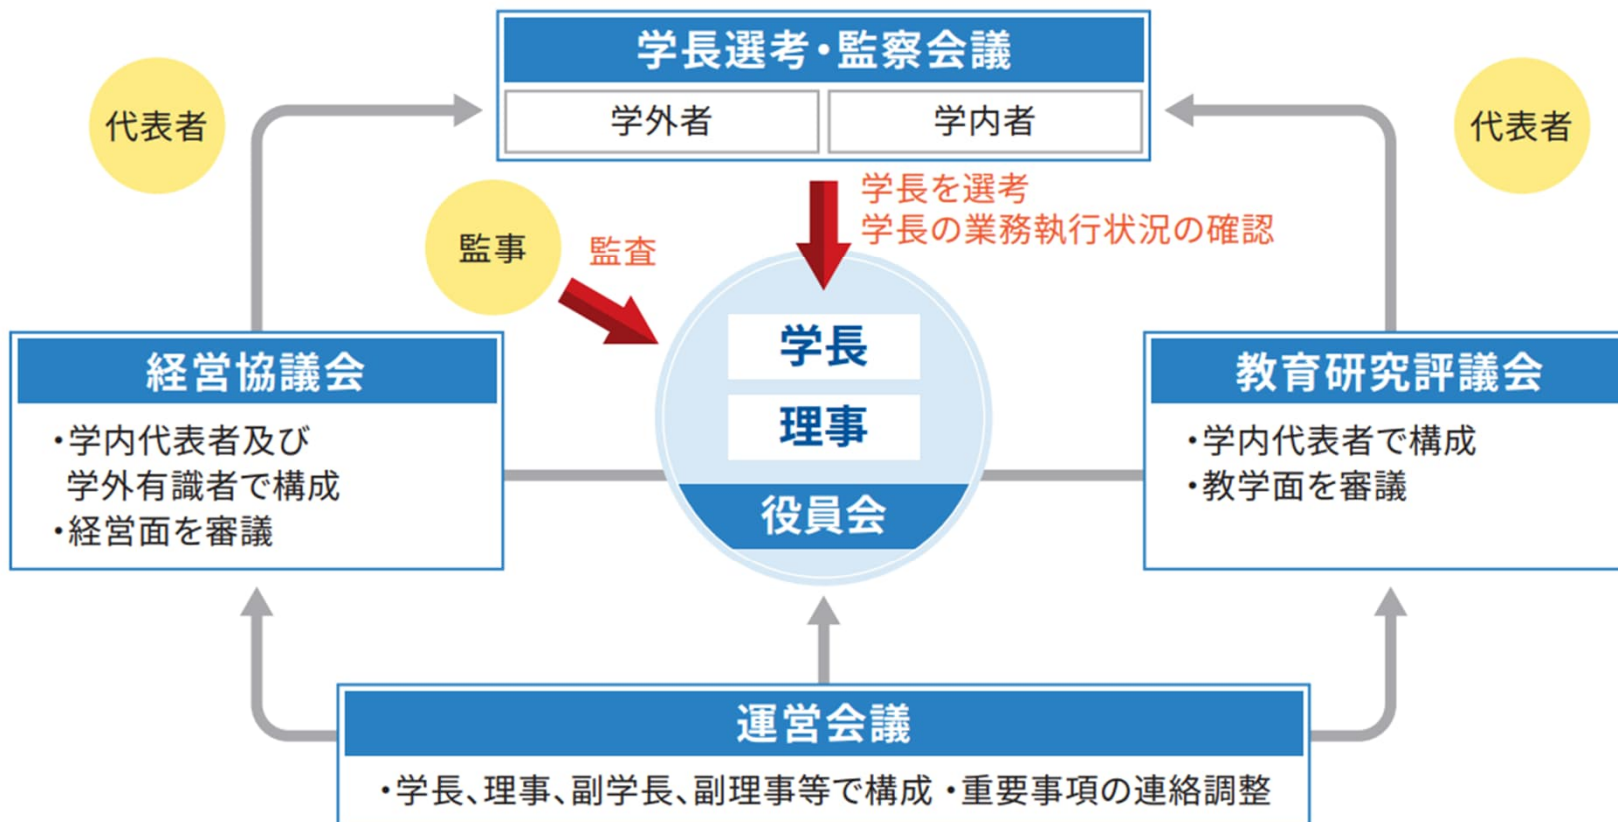 学長選考・監察会議
学外者
学内者
代表者
代表者
学長を選考
学長の業務執行状況の確認
監事
監査
学長
理事
役員会
経営協議会
・学内代表者及び
学外有識者で構成
・経営面を審議
教育研究評議会
・学内代表者で構成
・教学面を審議
運営会議
・学長、理事、副学長、副理事等で構成 ・重要事項の連絡調整